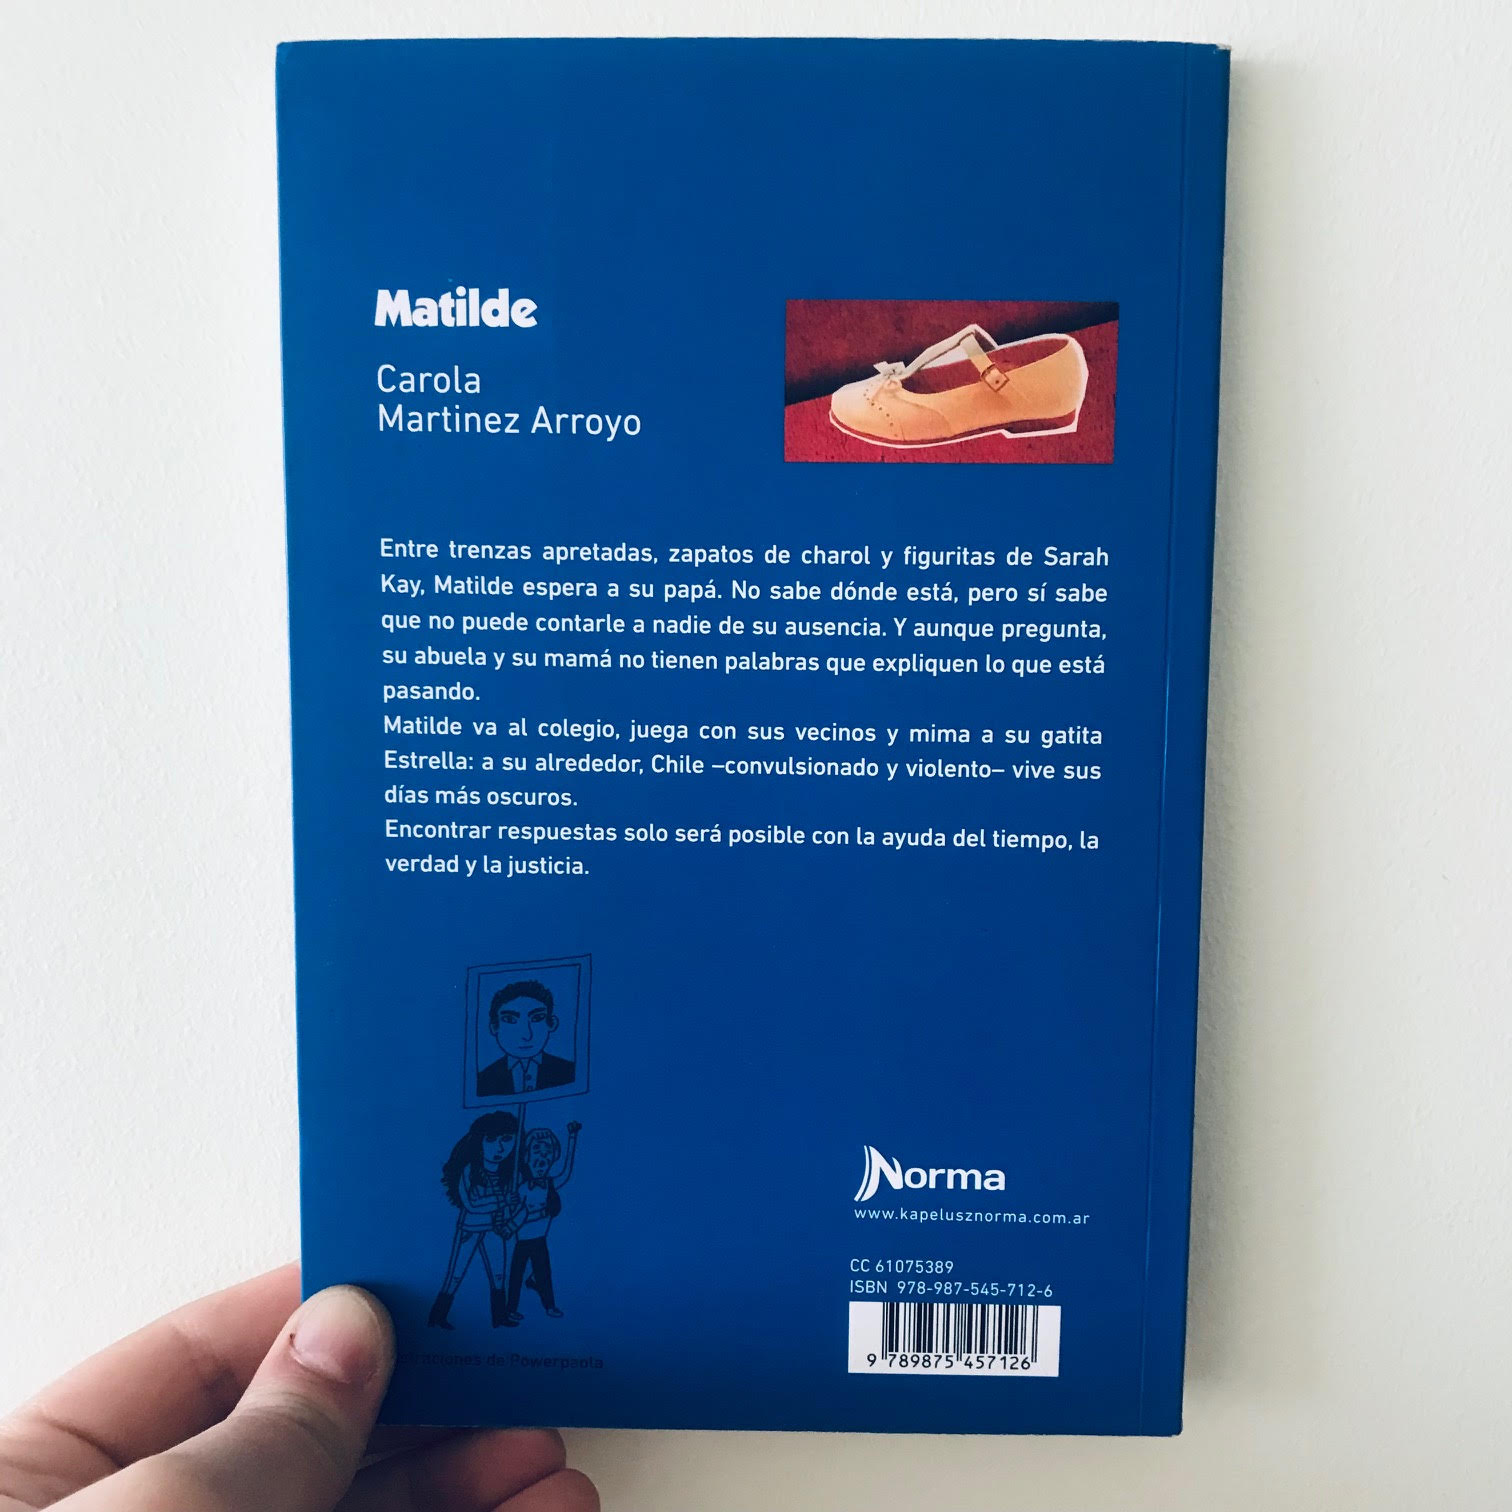 Matilde
Carola
Martinez Arroyo
Entre trenzas apretadas, zapatos de charol y figuritas de Sarah
Kay, Matilde espera a su papá. No sabe dónde está, pero sí sabe
que no puede contarle a nadie de su ausencia. Y aunque pregunta,
su abuela y su mamá no tienen palabras que expliquen lo que está
pasando.
Matilde va al colegio, juega con sus vecinos y mima a su gatita
Estrella: a su alrededor, Chile –convulsionado y violento– vive sus
días más oscuros.
Encontrar respuestas solo será posible con la ayuda del tiempo, la
verdad y la justicia.
Norma
www.kapelusznorma.com.ar
CC 61075389
ISBN 978-987-545-712-6
9 789875 457126
de Powerpaola